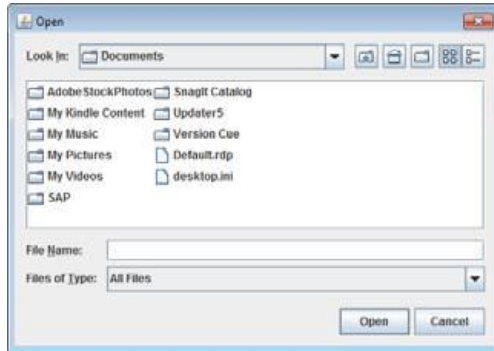 Open
Look In: Documents
AdobeStockPhotos SnagIt Catalog
My Kindle Content Updater5
My Music Version Cue
My Pictures Default.rdp
My Videos desktop.ini
SAP
File Name:
Files of Type: All Files
Open Cancel